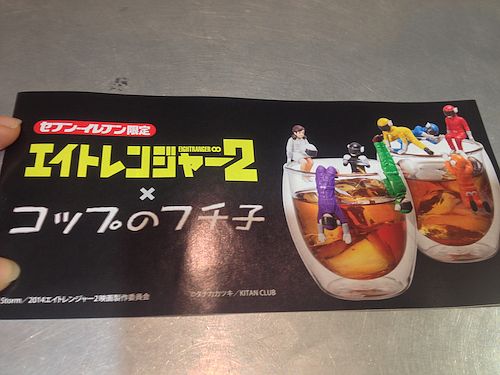 セブン-イレブン限定
EIGHTRANGER∞
エイトレンジャー2
×
コップのフチ子
Storm/2014エイトレンジャー2映画製作委員会
©タナカカツキ/KITAN CLUB